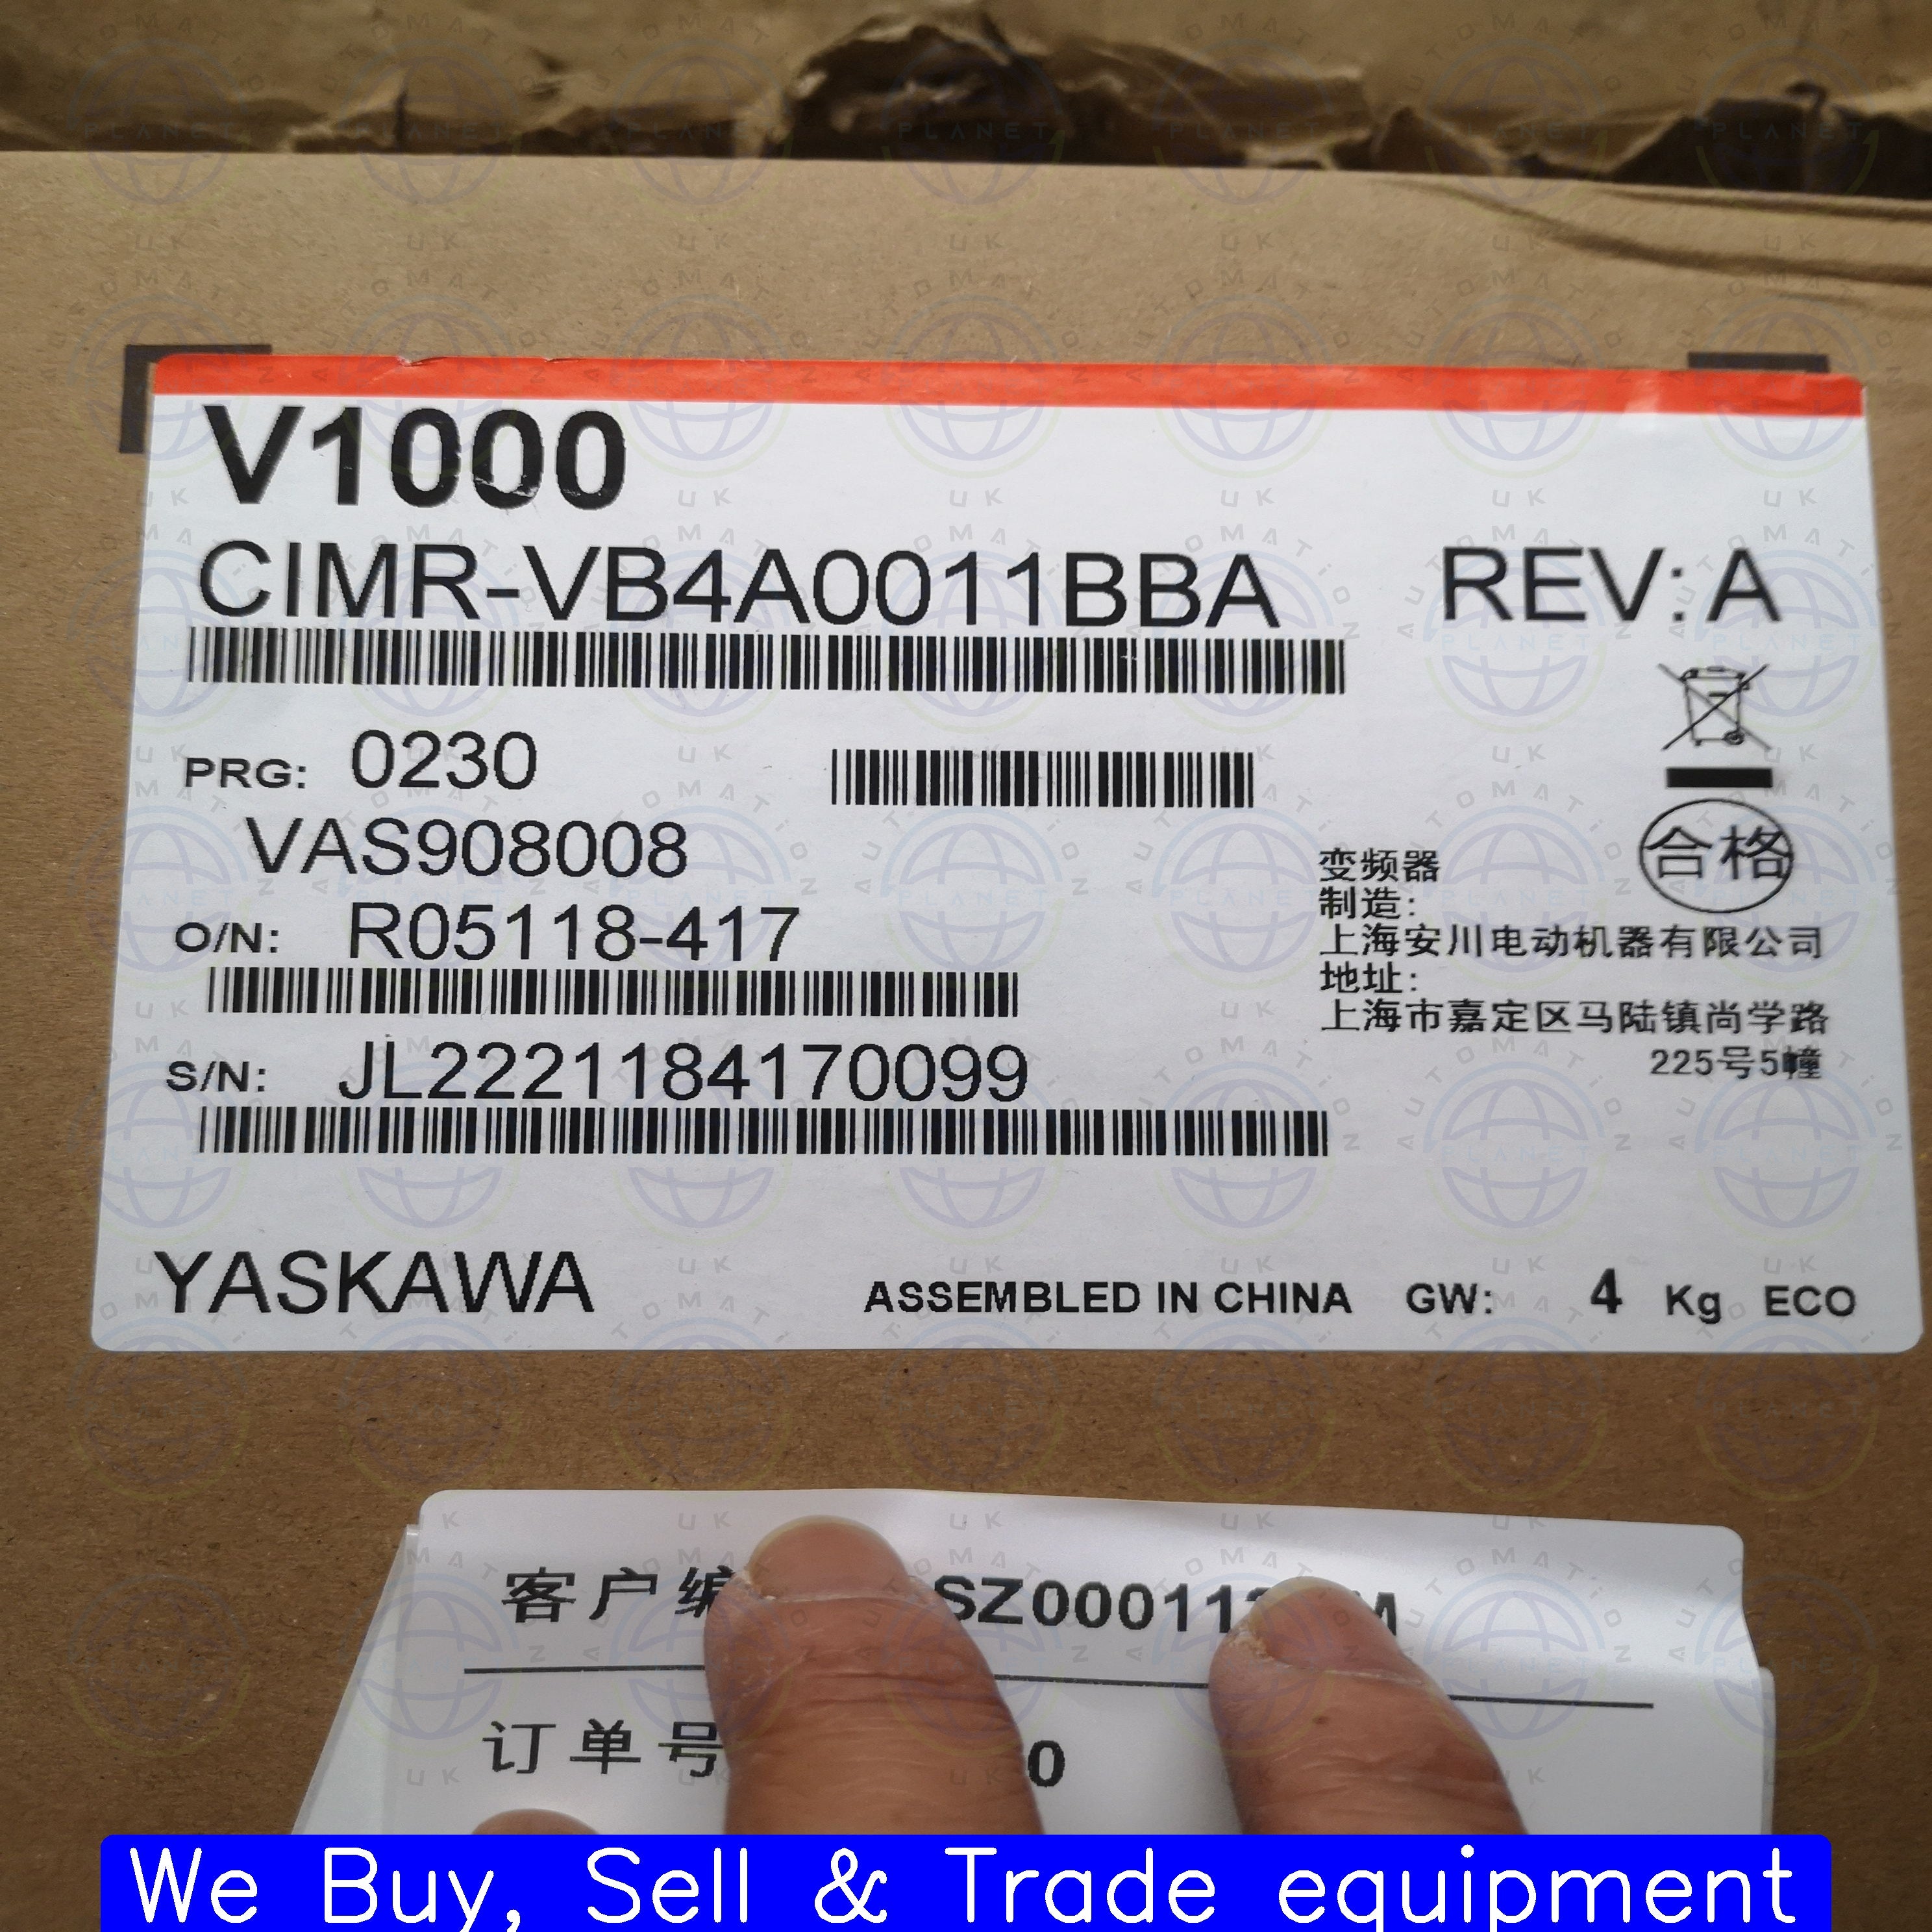 V1000
CIMR-VB4A0011BBA REV: A
PRG: 0230
VAS908008
O/N: R05118-417
S/N: JL2221184170099
合格
变频器
制造:
上海安川电动机器有限公司
地址:
上海市嘉定区马陆镇尚学路
225号5幢
YASKAWA ASSEMBLED IN CHINA GW: 4 Kg ECO
客户
订单号
We Buy, Sell & Trade equipment